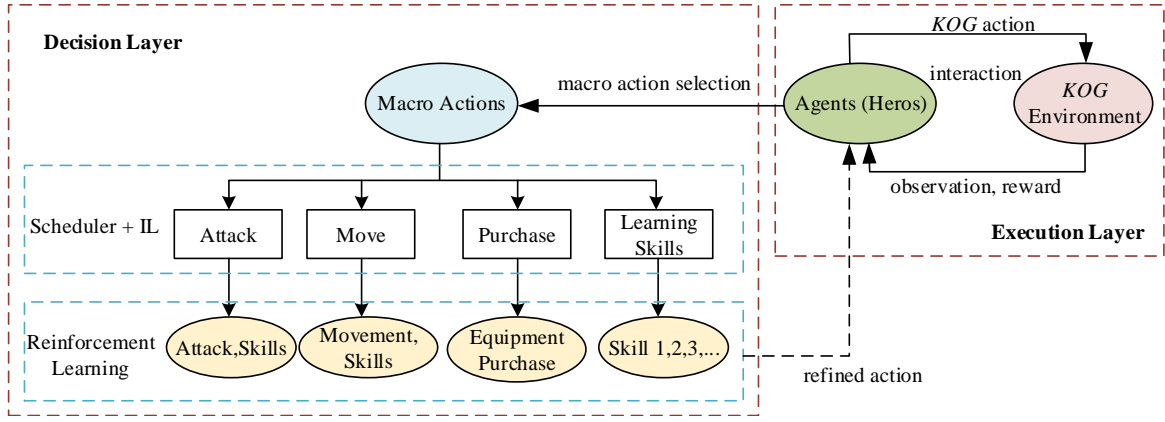 Decision Layer
macro action selection
Macro Actions
KOG action
interaction
Agents (Heros)
KOG
Environment
observation, reward
Execution Layer
Scheduler + IL
Attack
Move
Purchase
Learning
Skills
Reinforcement
Learning
Attack,Skills
Movement,
Skills
Equipment
Purchase
Skill 1,2,3,...
refined action